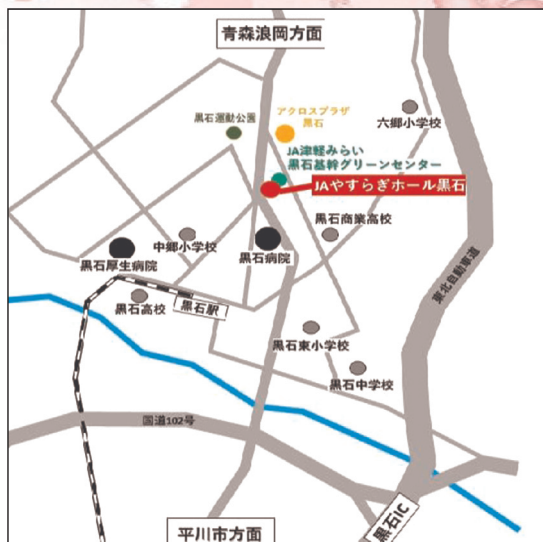 青森浪岡方面
アクロスプラザ
黒石
黒石運動公園
六郷小学校
JA津軽みらい
黒石基幹グリーンセンター
JAやすらぎホール黒石
黒石商業高校
中郷小学校
黒石病院
黒石厚生病院
東北自動車道
黒石高校
黒石駅
黒石東小学校
黒石中学校
国道102号
黒石IC
平川市方面